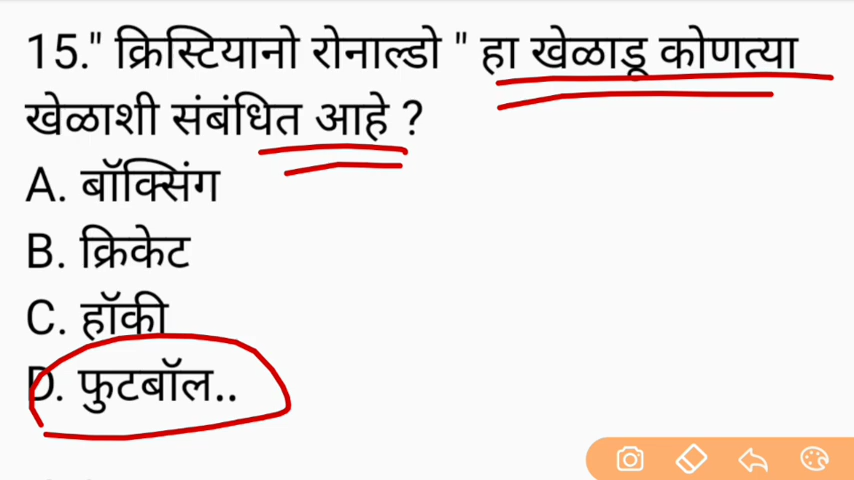 15." क्रिस्टियानो रोनाल्डो " हा खेळाडू कोणत्या
खेळाशी संबंधित आहे ?
A. बॉक्सिंग
B. क्रिकेट
C. हॉकी
D. फुटबॉल..